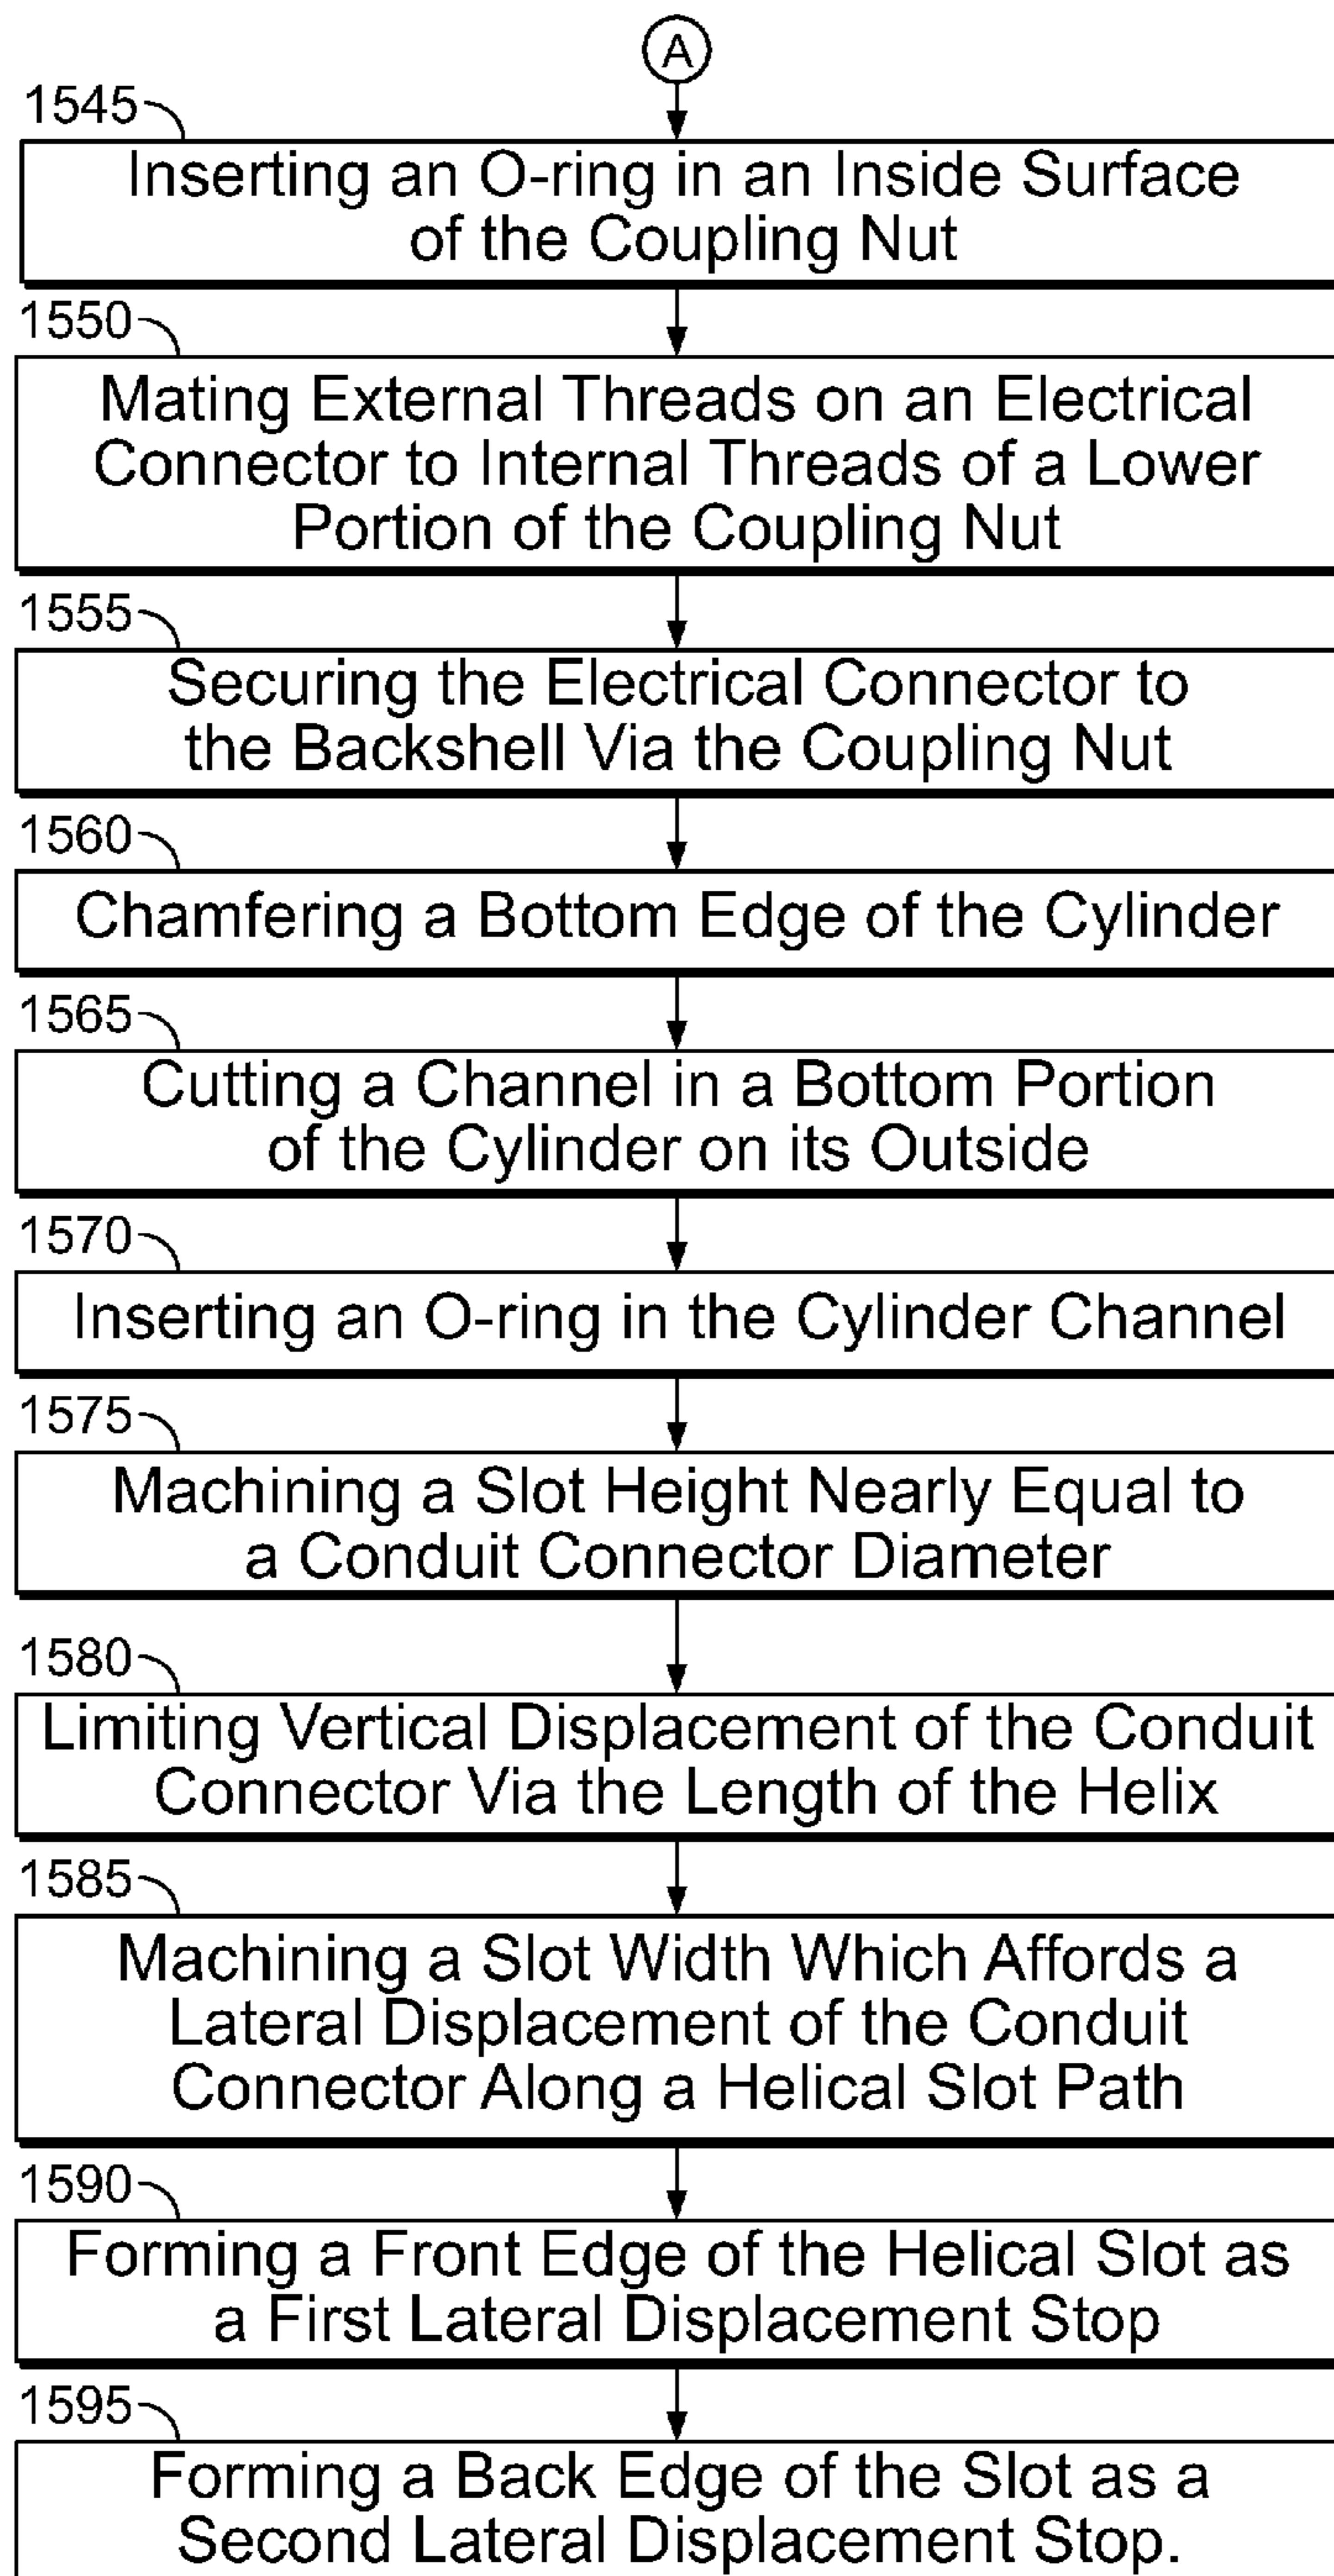 A
1545
Inserting an O-ring in an Inside Surface
of the Coupling Nut
1550
Mating External Threads on an Electrical
Connector to Internal Threads of a Lower
Portion of the Coupling Nut
1555
Securing the Electrical Connector to
the Backshell Via the Coupling Nut
1560
Chamfering a Bottom Edge of the Cylinder
1565
Cutting a Channel in a Bottom Portion
of the Cylinder on its Outside
1570
Inserting an O-ring in the Cylinder Channel
1575
Machining a Slot Height Nearly Equal to
a Conduit Connector Diameter
1580
Limiting Vertical Displacement of the Conduit
Connector Via the Length of the Helix
1585
Machining a Slot Width Which Affords a
Lateral Displacement of the Conduit
Connector Along a Helical Slot Path
1590
Forming a Front Edge of the Helical Slot as
a First Lateral Displacement Stop
1595
Forming a Back Edge of the Slot as a
Second Lateral Displacement Stop.